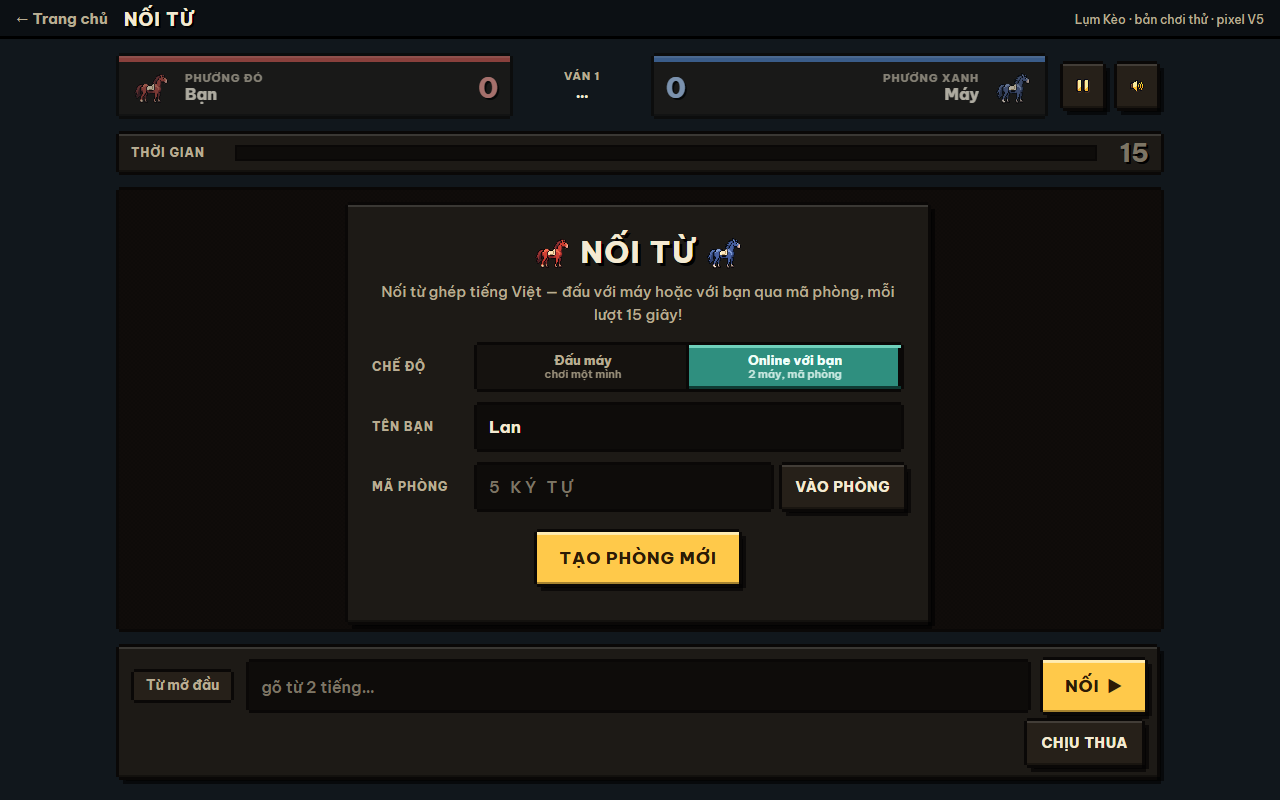 ← Trang chủ NỐI TỪ
Lụm Kèo · bản chơi thử · pixel V5
PHƯƠNG ĐỎ
Bạn
0
VÁN 1
...
0
PHƯƠNG XANH
Máy
THỜI GIAN
15
NỐI TỪ
Nối từ ghép tiếng Việt — đấu với máy hoặc với bạn qua mã phòng, mỗi
lượt 15 giây!
CHẾ ĐỘ
Đấu máy
chơi một mình
Online với bạn
2 máy, mã phòng
TÊN BẠN
Lan
MÃ PHÒNG
5 KÝ TỰ
VÀO PHÒNG
TẠO PHÒNG MỚI
Từ mở đầu
gõ từ 2 tiếng...
NỐI ▶
CHỊU THUA